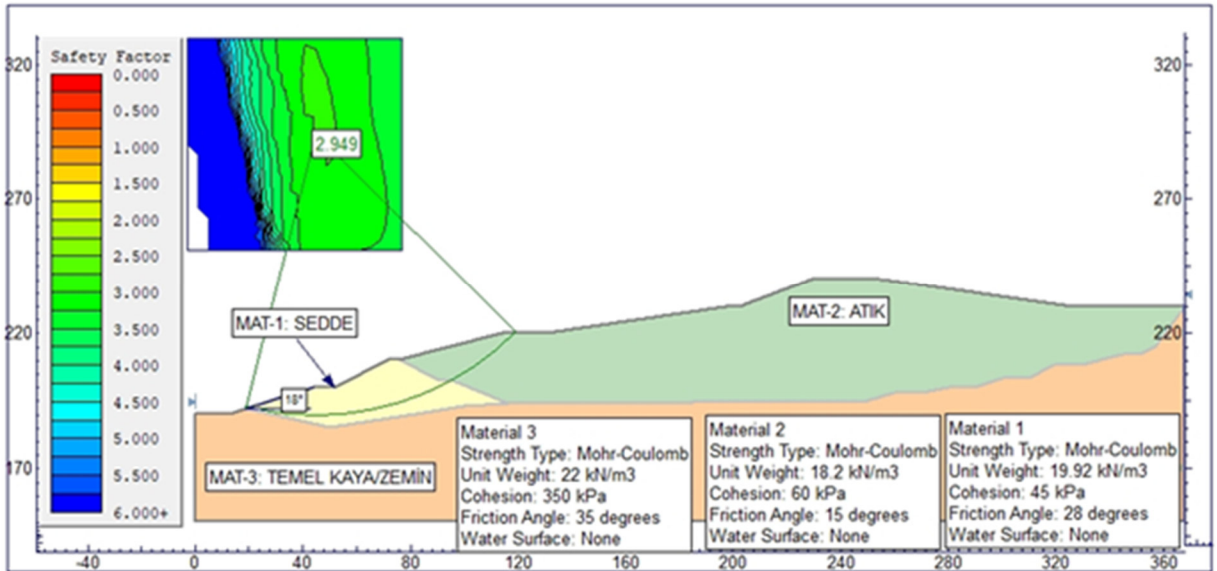 Safety Factor
0.000
0.500
1.000
1.500
2.000
2.500
3.000
3.500
4.000
4.500
5.000
5.500
6.000+
320
270
220
170
320
270
220
2.949
MAT-1: SEDDE
18°
MAT-2: ATIK
MAT-3: TEMEL KAYA/ZEMİN
Material 3
Strength Type: Mohr-Coulomb
Unit Weight: 22 kN/m3
Cohesion: 350 kPa
Friction Angle: 35 degrees
Water Surface: None
Material 2
Strength Type: Mohr-Coulomb
Unit Weight: 18.2 kN/m3
Cohesion: 60 kPa
Friction Angle: 15 degrees
Water Surface: None
Material 1
Strength Type: Mohr-Coulomb
Unit Weight: 19.92 kN/m3
Cohesion: 45 kPa
Friction Angle: 28 degrees
Water Surface: None
-40 0 40 80 120 160 200 240 280 320 360